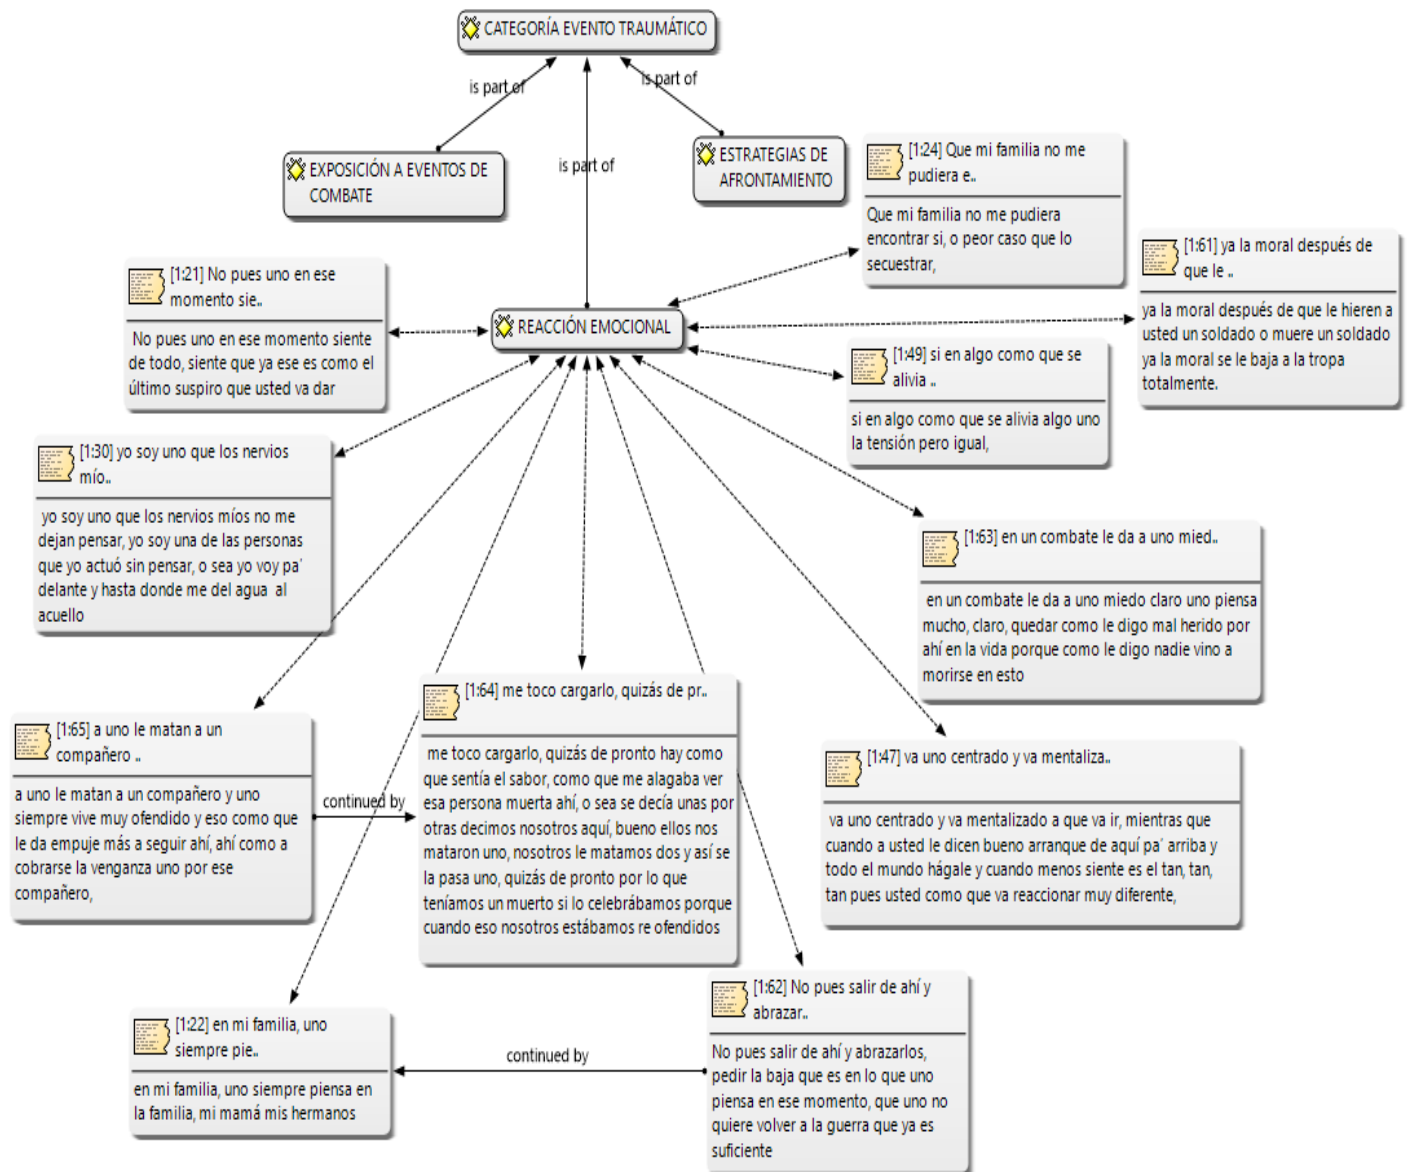 CATEGORÍA EVENTO TRAUMÁTICO
is part of
is part of
is part of
EXPOSICIÓN A EVENTOS DE
COMBATE
ESTRATEGIAS DE
AFRONTAMIENTO
[1:24] Que mi familia no me
pudiera e..
Que mi familia no me pudiera
encontrar si, o peor caso que lo
secuestrar,
[1:61] ya la moral después de
que le ..
ya la moral después de que le hieren a
usted un soldado o muere un soldado
ya la moral se le baja a la tropa
totalmente.
[1:21] No pues uno en ese
momento sie..
No pues uno en ese momento siente
de todo, siente que ya ese es como el
último suspiro que usted va dar
REACCIÓN EMOCIONAL
[1:49] si en algo como que se
alivia ..
si en algo como que se alivia algo uno
la tensión pero igual,
[1:30] yo soy uno que los nervios
mío..
yo soy uno que los nervios míos no me
dejan pensar, yo soy una de las personas
que yo actuó sin pensar, o sea yo voy pa'
delante y hasta donde me del agua al
acuello
[1:63] en un combate le da a uno mied..
en un combate le da a uno miedo claro uno piensa
mucho, claro, quedar como le digo mal herido por
ahí en la vida porque como le digo nadie vino a
morirse en esto
[1:65] a uno le matan a un
compañero ..
a uno le matan a un compañero y uno
siempre vive muy ofendido y eso como que
le da empuje más a seguir ahí, ahí como a
cobrarse la venganza uno por ese
compañero,
continued by
[1:64] me toco cargarlo, quizás de pr..
me toco cargarlo, quizás de pronto hay como
que sentía el sabor, como que me alagaba ver
esa persona muerta ahí, o sea se decía unas por
otras decimos nosotros aquí, bueno ellos nos
mataron uno, nosotros le matamos dos y así se
la pasa uno, quizás de pronto por lo que
teníamos un muerto si lo celebrábamos porque
cuando eso nosotros estábamos re ofendidos
[1:47] va uno centrado y va mentaliza..
va uno centrado y va mentalizado a que va ir, mientras que
cuando a usted le dicen bueno arranque de aquí pa' arriba y
todo el mundo hágale y cuando menos siente es el tan, tan,
tan pues usted como que va reaccionar muy diferente,
[1:22] en mi familia, uno
siempre pie..
en mi familia, uno siempre piensa en
la familia, mi mamá mis hermanos
continued by
[1:62] No pues salir de ahí y
abrazar..
No pues salir de ahí y abrazarlos,
pedir la baja que es en lo que uno
piensa en ese momento, que uno no
quiere volver a la guerra que ya es
suficiente